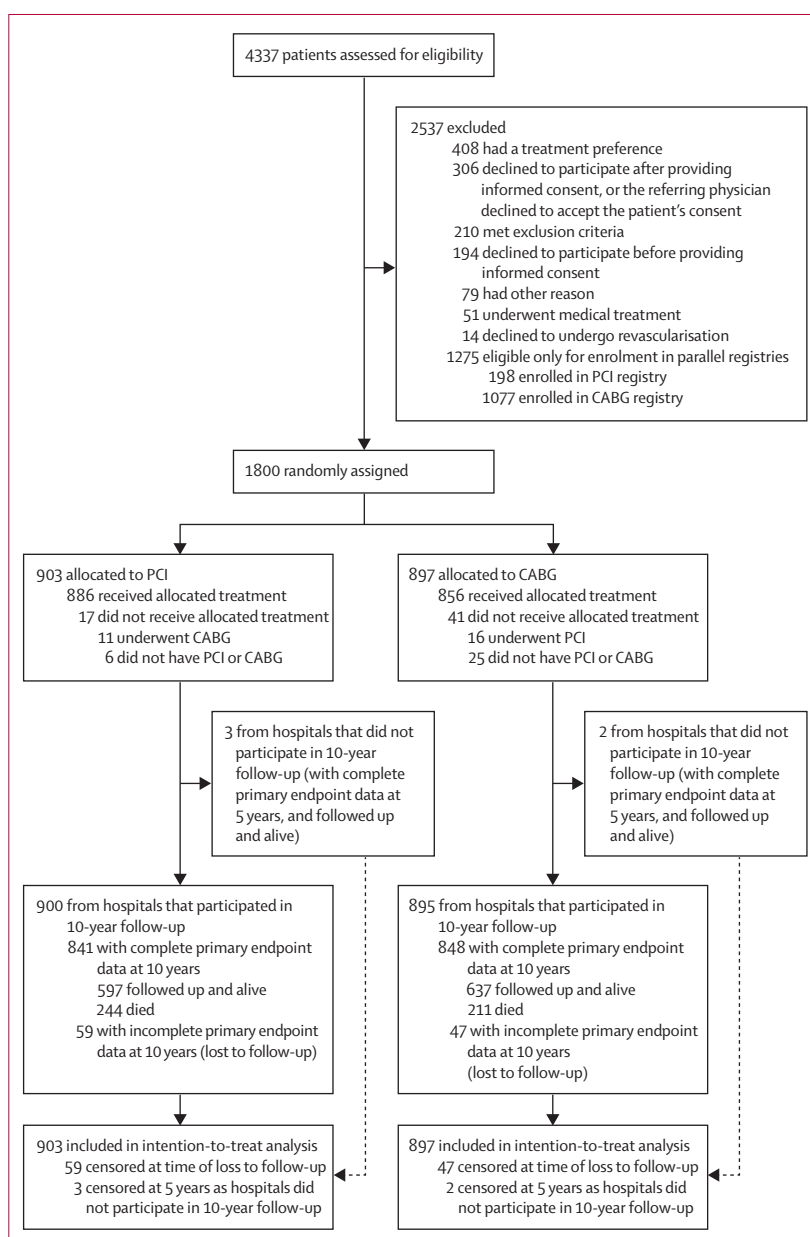 4337 patients assessed for eligibility
2537 excluded
408 had a treatment preference
306 declined to participate after providing
informed consent, or the referring physician
declined to accept the patient's consent
210 met exclusion criteria
194 declined to participate before providing
informed consent
79 had other reason
51 underwent medical treatment
14 declined to undergo revascularisation
1275 eligible only for enrolment in parallel registries
198 enrolled in PCI registry
1077 enrolled in CABG registry
1800 randomly assigned
903 allocated to PCI
886 received allocated treatment
17 did not receive allocated treatment
11 underwent CABG
6 did not have PCI or CABG
897 allocated to CABG
856 received allocated treatment
41 did not receive allocated treatment
16 underwent PCI
25 did not have PCI or CABG
3 from hospitals that did not
participate in 10-year
follow-up (with complete
primary endpoint data at
5 years, and followed up
and alive)
2 from hospitals that did not
participate in 10-year
follow-up (with complete
primary endpoint data at
5 years, and followed up
and alive)
900 from hospitals that participated in
10-year follow-up
841 with complete primary endpoint
data at 10 years
597 followed up and alive
244 died
59 with incomplete primary endpoint
data at 10 years (lost to follow-up)
895 from hospitals that participated in
10-year follow-up
848 with complete primary endpoint
data at 10 years
637 followed up and alive
211 died
47 with incomplete primary endpoint
data at 10 years
(lost to follow-up)
903 included in intention-to-treat analysis
59 censored at time of loss to follow-up
3 censored at 5 years as hospitals did
not participate in 10-year follow-up
897 included in intention-to-treat analysis
47 censored at time of loss to follow-up
2 censored at 5 years as hospitals did
not participate in 10-year follow-up